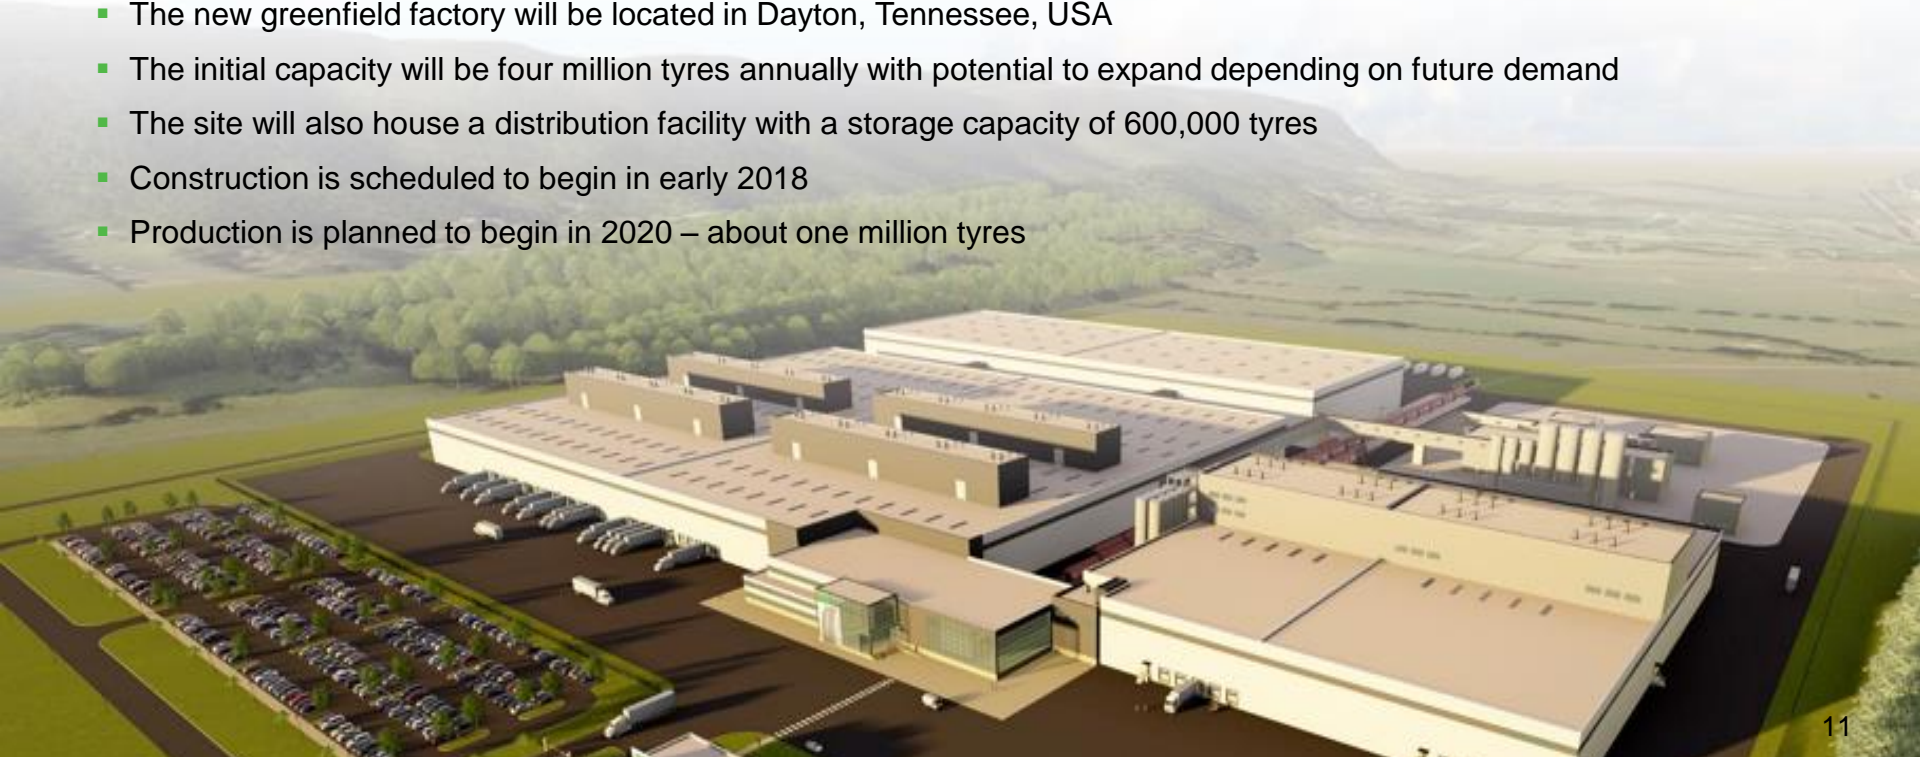 ▪ The new greenfield factory will be located in Dayton, Tennessee, USA
▪ The initial capacity will be four million tyres annually with potential to expand depending on future demand
▪ The site will also house a distribution facility with a storage capacity of 600,000 tyres
▪ Construction is scheduled to begin in early 2018
▪ Production is planned to begin in 2020 – about one million tyres
11